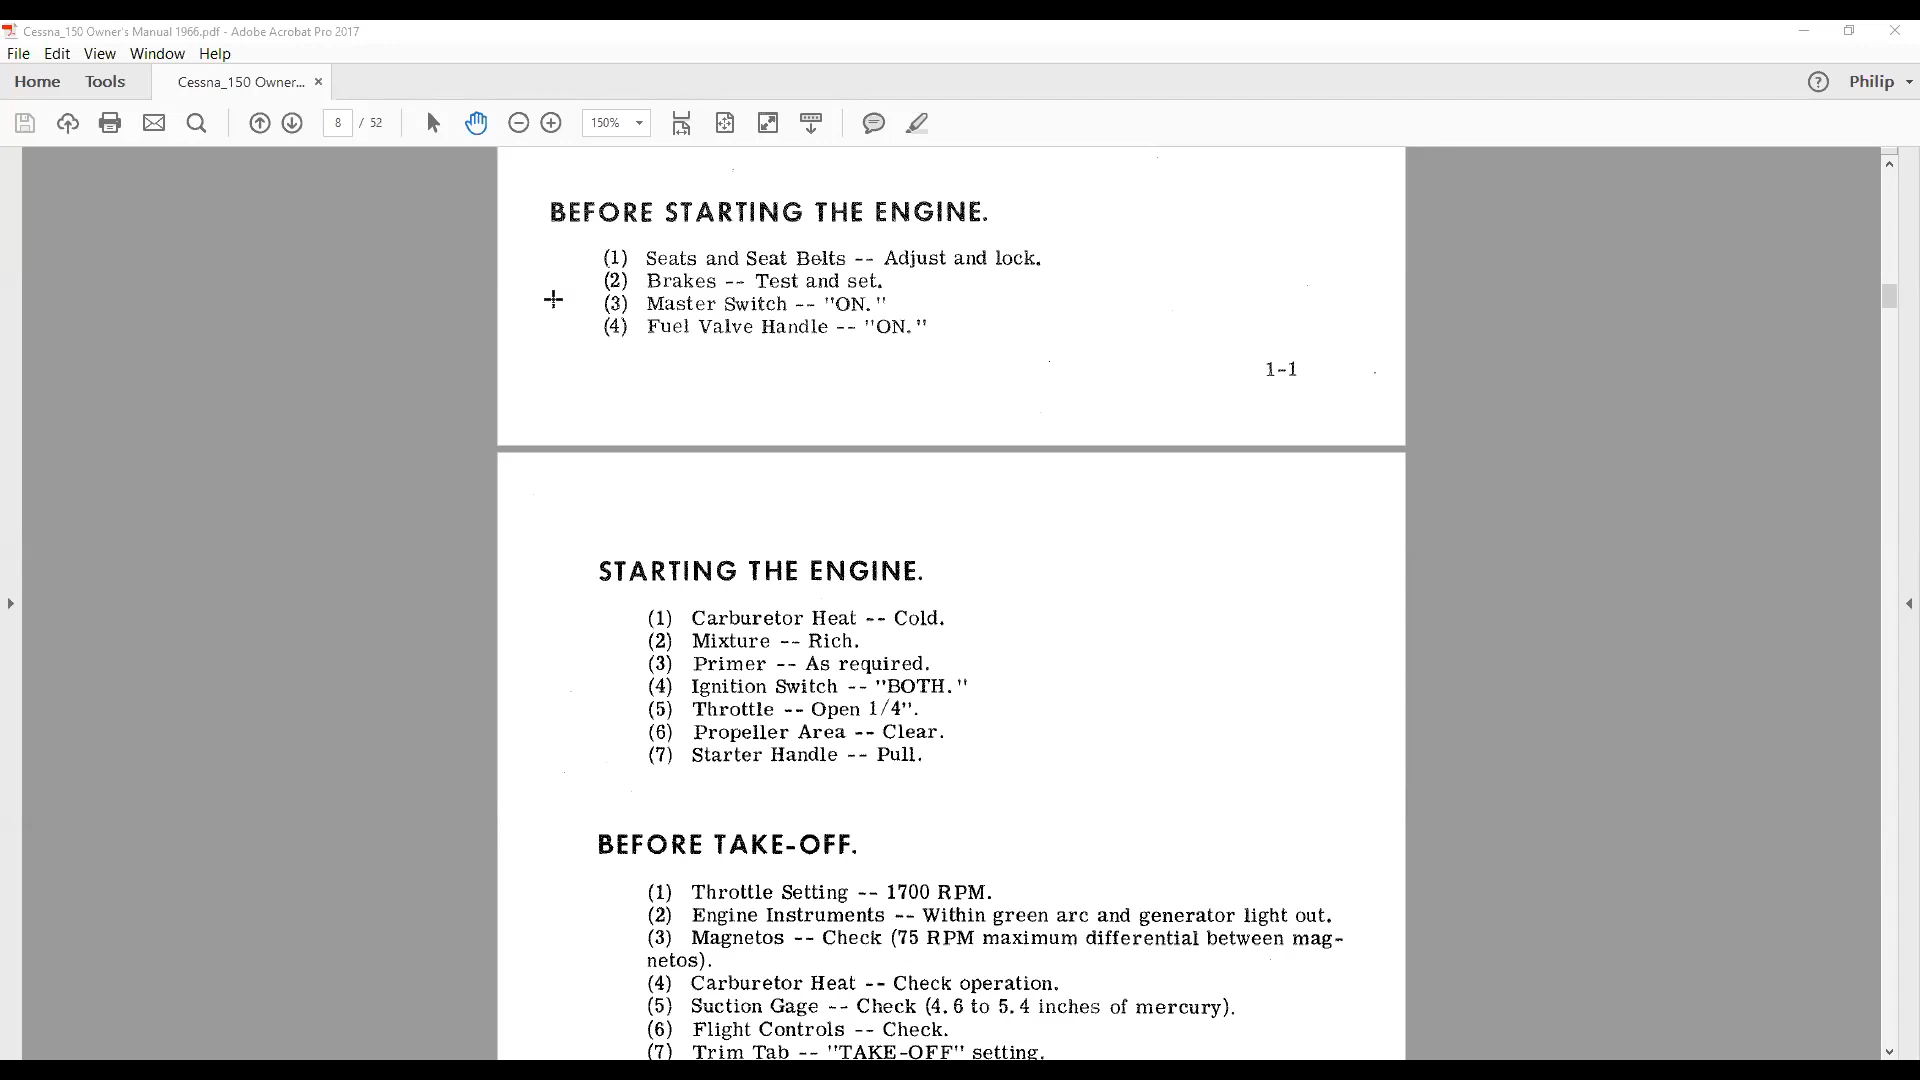 Cessna_150 Owner's Manual 1966.pdf - Adobe Acrobat Pro 2017
File Edit View Window Help
Home Tools Cessna_150 Owner... × Philip
8 / 52 150%
BEFORE STARTING THE ENGINE.
(1) Seats and Seat Belts -- Adjust and lock.
(2) Brakes -- Test and set.
(3) Master Switch -- "ON."
(4) Fuel Valve Handle -- "ON."
1-1
STARTING THE ENGINE.
(1) Carburetor Heat -- Cold.
(2) Mixture -- Rich.
(3) Primer -- As required.
(4) Ignition Switch -- "BOTH."
(5) Throttle -- Open 1/4".
(6) Propeller Area -- Clear.
(7) Starter Handle -- Pull.
BEFORE TAKE-OFF.
(1) Throttle Setting -- 1700 RPM.
(2) Engine Instruments -- Within green arc and generator light out.
(3) Magnetos -- Check (75 RPM maximum differential between mag-
netos).
(4) Carburetor Heat -- Check operation.
(5) Suction Gage -- Check (4.6 to 5.4 inches of mercury).
(6) Flight Controls -- Check.
(7) Trim Tab -- "TAKE-OFF" setting.